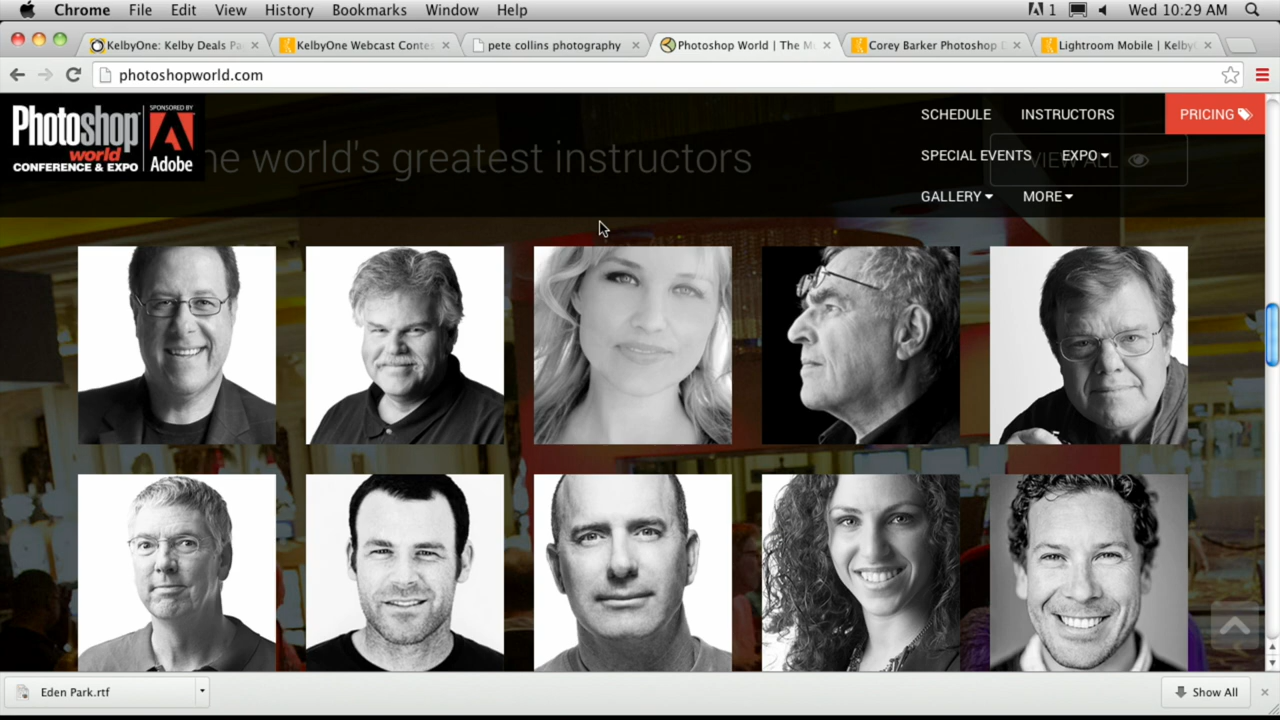 Chrome File Edit View History Bookmarks Window Help
1 Wed 10:29 AM
KelbyOne: Kelby Deals Pa
KelbyOne Webcast Contes
pete collins photography
Photoshop World | The M
Corey Barker Photoshop D
Lightroom Mobile | Kelby
photoshopworld.com
Photoshop
world
CONFERENCE & EXPO
SPONSORED BY
Adobe
he world's greatest instructors
SCHEDULE INSTRUCTORS PRICING
SPECIAL EVENTS EXPO
VIEW ALL
GALLERY MORE
Eden Park.rtf
Show All